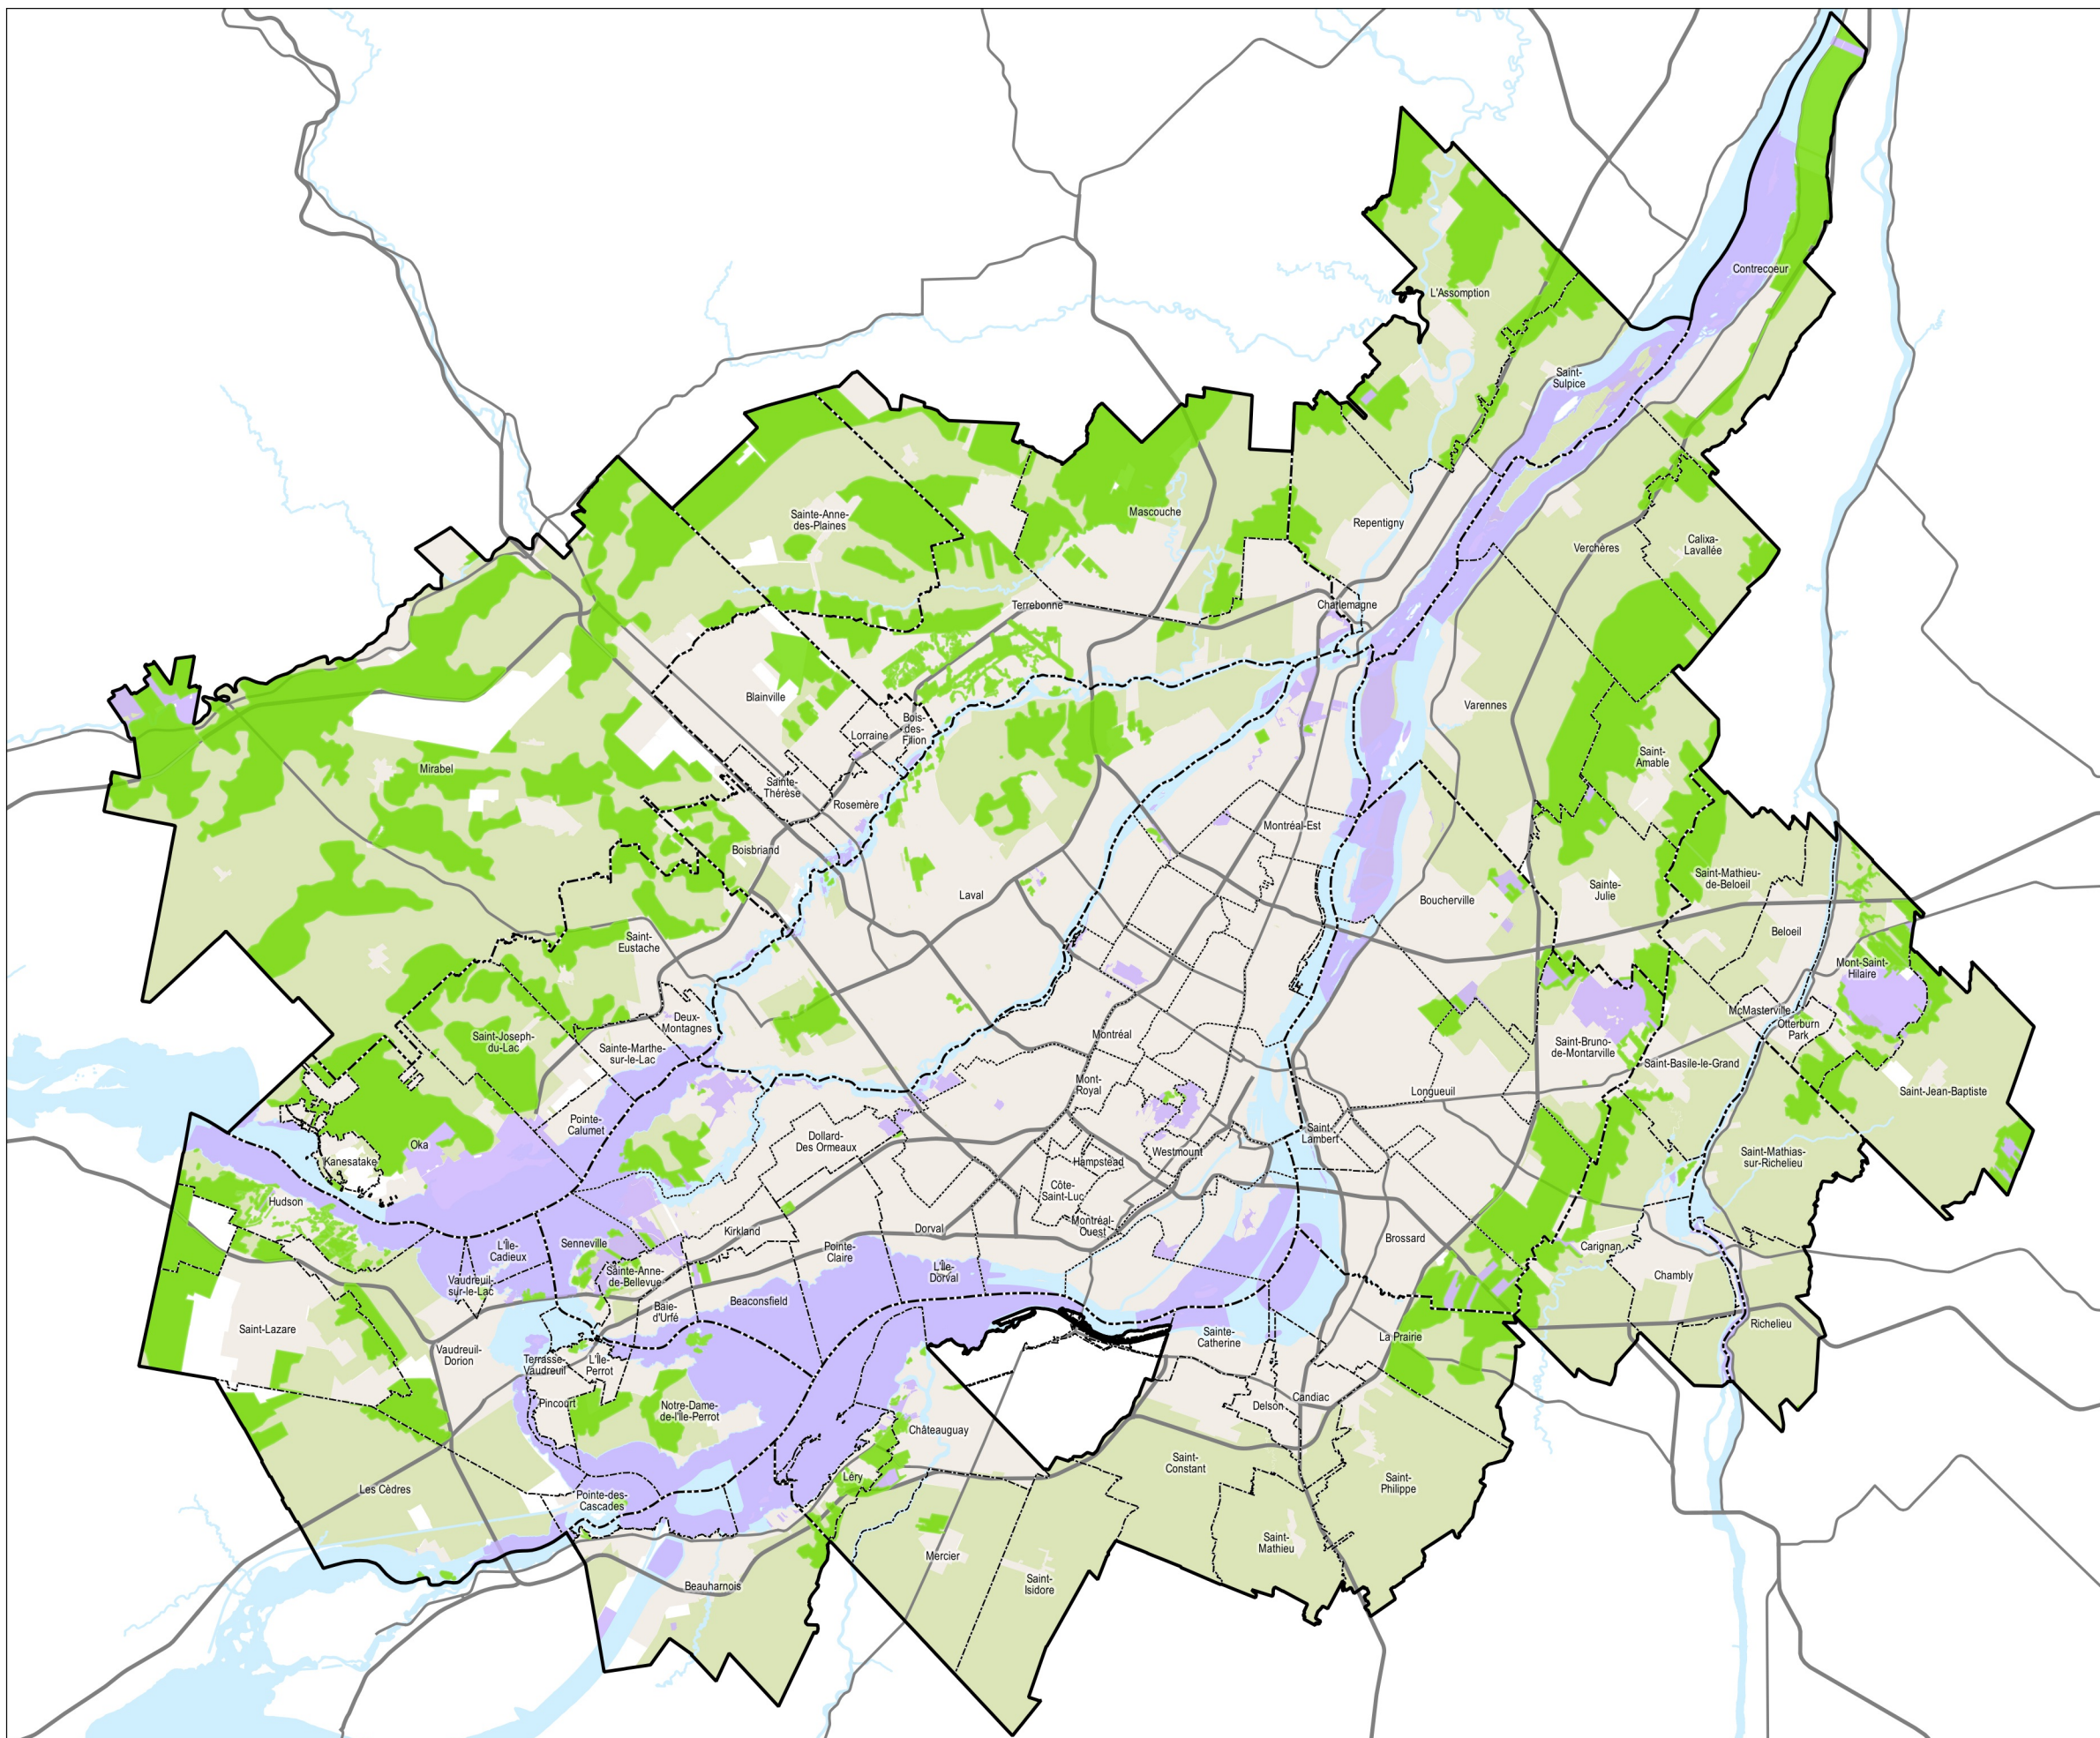 Contrecoeur
L'Assomption
Saint-
Sulpice
Mascouche
Sainte-Anne-
des-Plaines
Repentigny
Verchères
Calixa-
Lavallée
Terrebonne
Charlemagne
Blainville
Varennes
Bois-
des-
Filion
Lorraine
Saint-
Amable
Mirabel
Sainte-
Thérèse
Rosemère
Montréal-Est
Boisbriand
Saint-Mathieu-
de-Beloeil
Sainte-
Julie
Laval
Boucherville
Beloeil
Saint-
Eustache
Mont-Saint-
Hilaire
McMasterville
Otterburn
Park
Deux-
Montagnes
Montréal
Saint-Joseph-
du-Lac
Sainte-Marthe-
sur-le-Lac
Saint-Bruno-
de-Montarville
Saint-Basile-le-Grand
Mont-
Royal
Longueuil
Saint-Jean-Baptiste
Pointe-
Calumet
Saint-
Lambert
Dollard-
Des Ormeaux
Oka
Westmount
Saint-Mathias-
sur-Richelieu
Kanesatake
Hampstead
Côte-
Saint-Luc
Hudson
Montréal-
Ouest
Dorval
Kirkland
Brossard
Senneville
L'Île-
Cadieux
Pointe-
Claire
Carignan
L'Île-
Dorval
Sainte-Anne-
de-Bellevue
Chambly
Vaudreuil-
sur-le-Lac
Beaconsfield
Baie-
d'Urfé
Richelieu
Saint-Lazare
Sainte-
Catherine
La Prairie
Vaudreuil-
Dorion
Terrasse-
Vaudreuil
L'Île-
Perrot
Candiac
Delson
Pincourt
Notre-Dame-
de-l'Île-Perrot
Châteauguay
Saint-
Constant
Léry
Saint-
Philippe
Les Cèdres
Pointe-des-
Cascades
Saint-
Mathieu
Mercier
Saint-
Isidore
Beauharnois